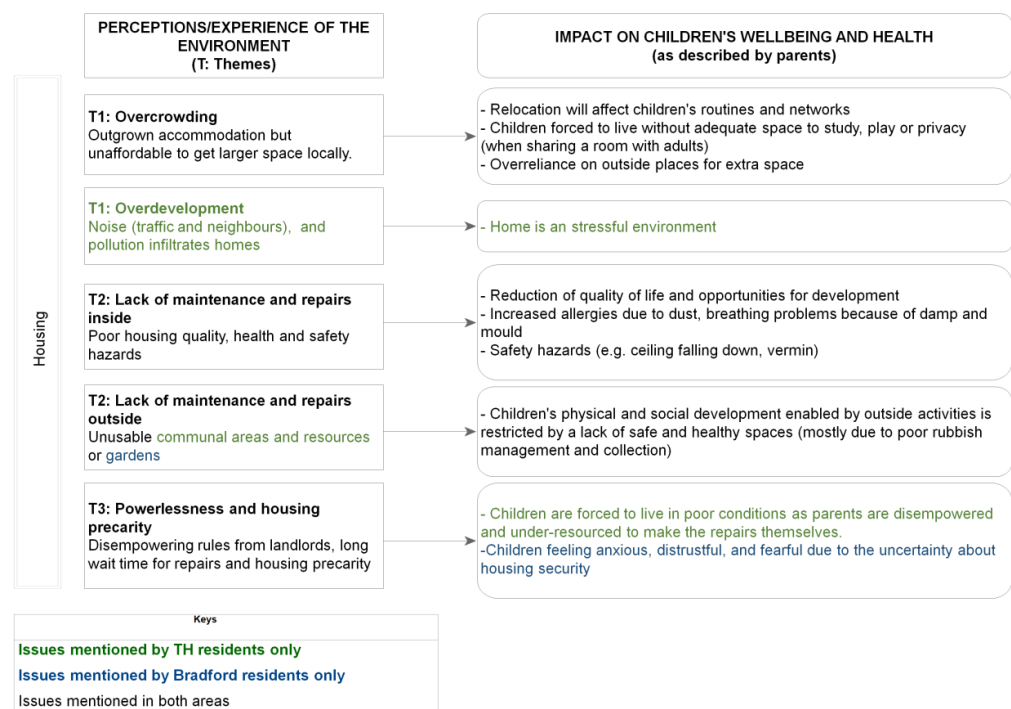 PERCEPTIONS/EXPERIENCE OF THE
ENVIRONMENT
(T: Themes)
IMPACT ON CHILDREN'S WELLBEING AND HEALTH
(as described by parents)
Housing
T1: Overcrowding
Outgrown accommodation but
unaffordable to get larger space locally.
- Relocation will affect children's routines and networks
- Children forced to live without adequate space to study, play or privacy
(when sharing a room with adults)
- Overreliance on outside places for extra space
T1: Overdevelopment
Noise (traffic and neighbours), and
pollution infiltrates homes
- Home is an stressful environment
T2: Lack of maintenance and repairs
inside
Poor housing quality, health and safety
hazards
- Reduction of quality of life and opportunities for development
- Increased allergies due to dust, breathing problems because of damp and
mould
- Safety hazards (e.g. ceiling falling down, vermin)
T2: Lack of maintenance and repairs
outside
Unusable communal areas and resources
or gardens
- Children's physical and social development enabled by outside activities is
restricted by a lack of safe and healthy spaces (mostly due to poor rubbish
management and collection)
T3: Powerlessness and housing
precarity
Disempowering rules from landlords, long
wait time for repairs and housing precarity
- Children are forced to live in poor conditions as parents are disempowered
and under-resourced to make the repairs themselves.
-Children feeling anxious, distrustful, and fearful due to the uncertainty about
housing security
Keys
Issues mentioned by TH residents only
Issues mentioned by Bradford residents only
Issues mentioned in both areas